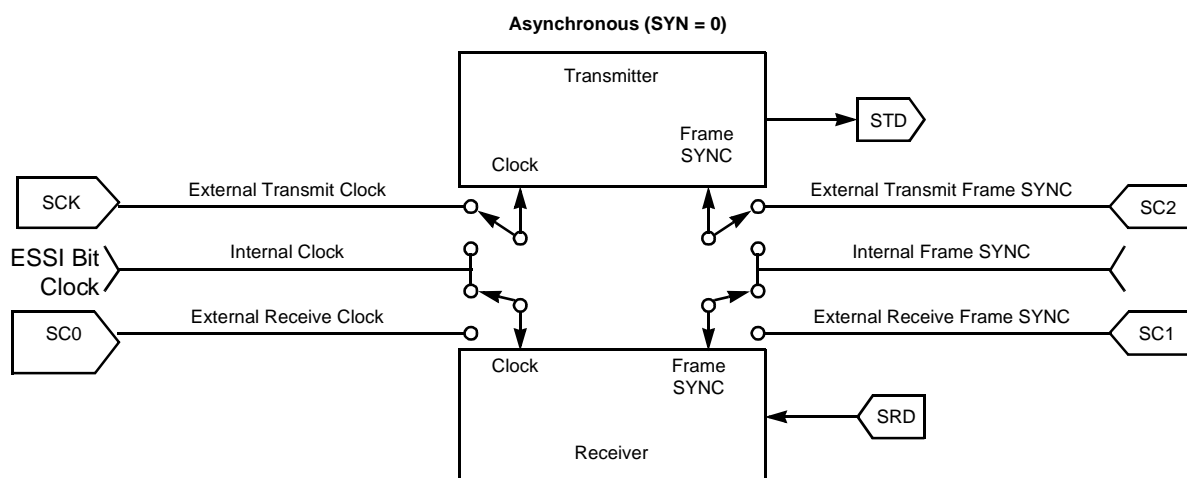 Asynchronous (SYN = 0)
Transmitter
STD
Frame
SYNC
Clock
SCK
External Transmit Clock
External Transmit Frame SYNC
SC2
ESSI Bit
Clock
Internal Clock
Internal Frame SYNC
SC0
External Receive Clock
External Receive Frame SYNC
SC1
Clock
Frame
SYNC
SRD
Receiver